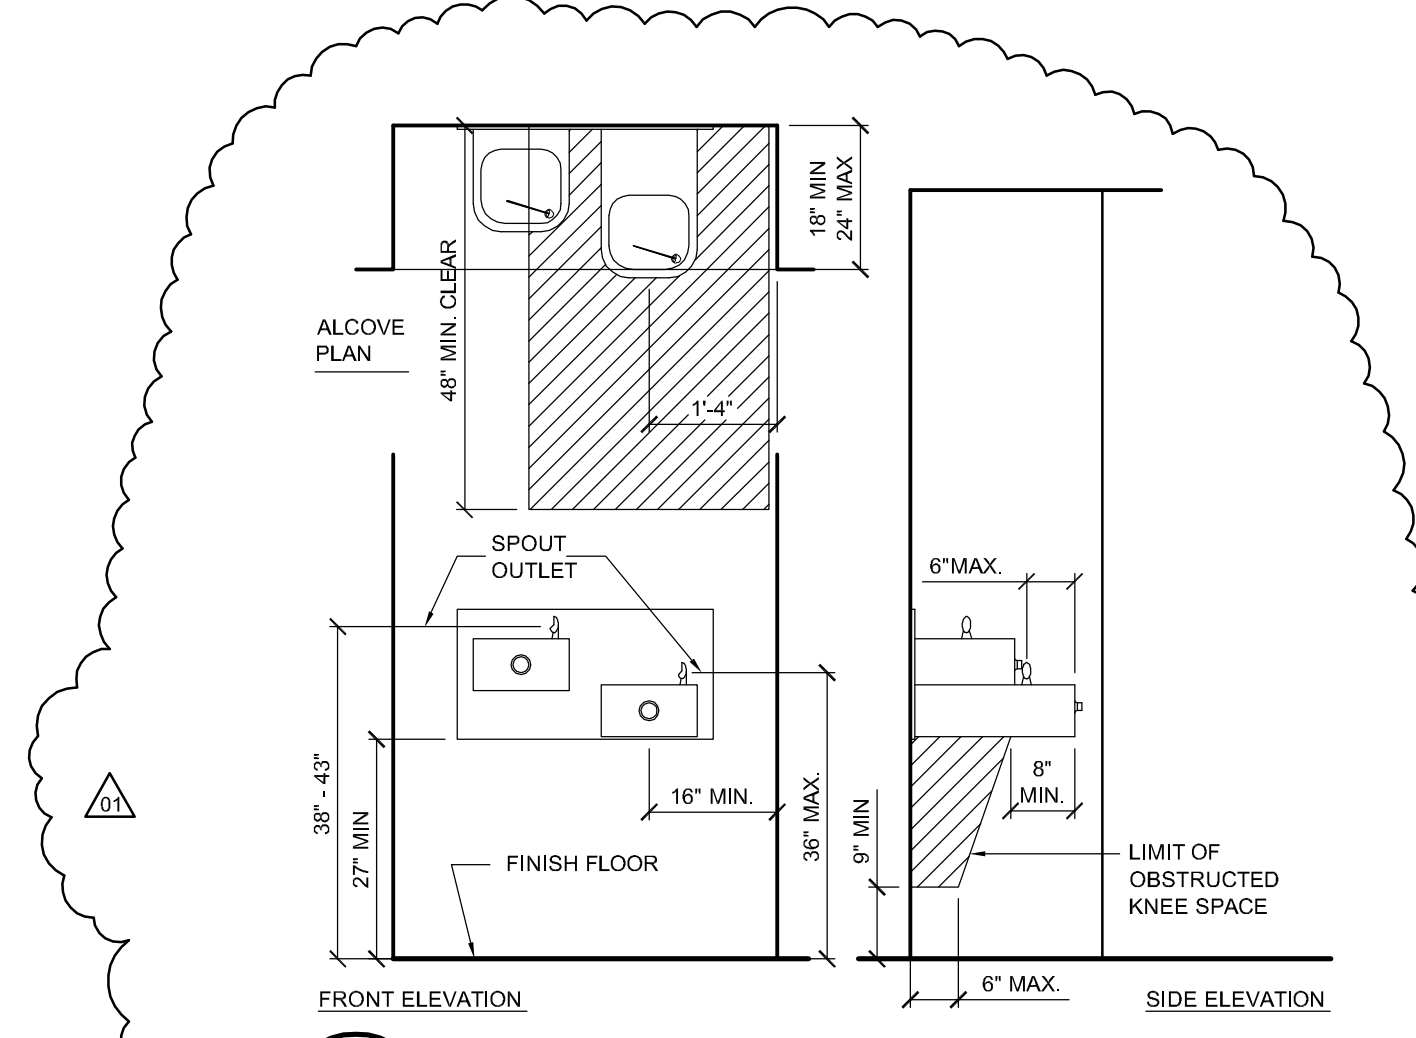 18" MIN
24" MAX
48" MIN. CLEAR
ALCOVE
PLAN
1'-4"
SPOUT
OUTLET
6"MAX.
38" - 43"
27" MIN
16" MIN.
36" MAX.
8"
MIN.
9" MIN
01
FINISH FLOOR
LIMIT OF
OBSTRUCTED
KNEE SPACE
6" MAX.
FRONT ELEVATION
SIDE ELEVATION